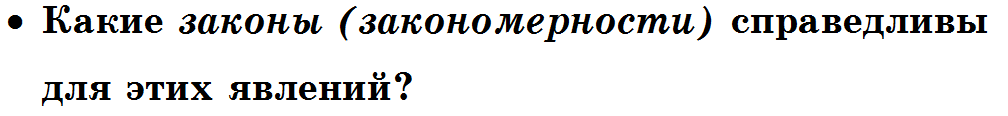 • Какие законы (закономерности) справедливы
для этих явлений?